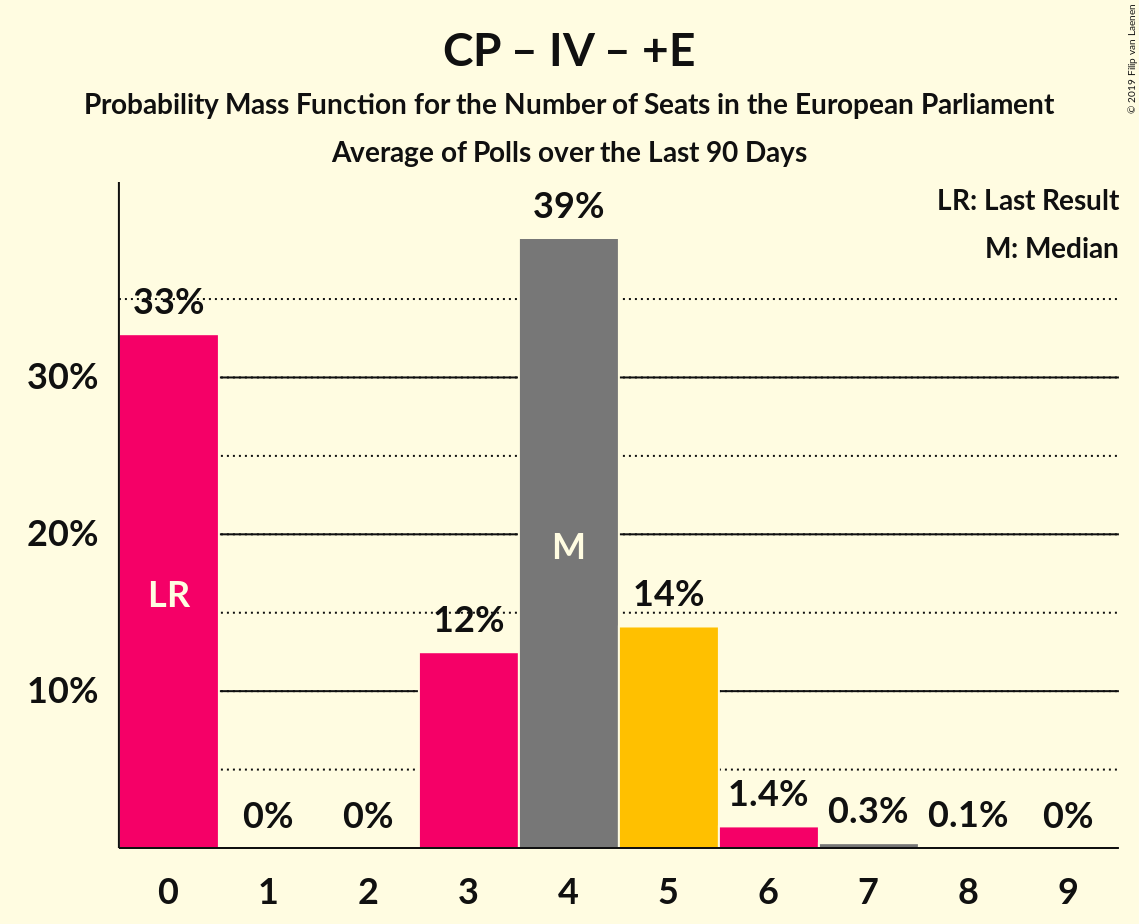 CP – IV – +E
Probability Mass Function for the Number of Seats in the European Parliament
Average of Polls over the Last 90 Days
© 2019 Filip van Laenen
LR: Last Result
M: Median
39%
33%
30%
20%
10%
LR
M
12%
14%
0%
0%
1.4%
0.3%
0.1%
0%
0 1 2 3 4 5 6 7 8 9